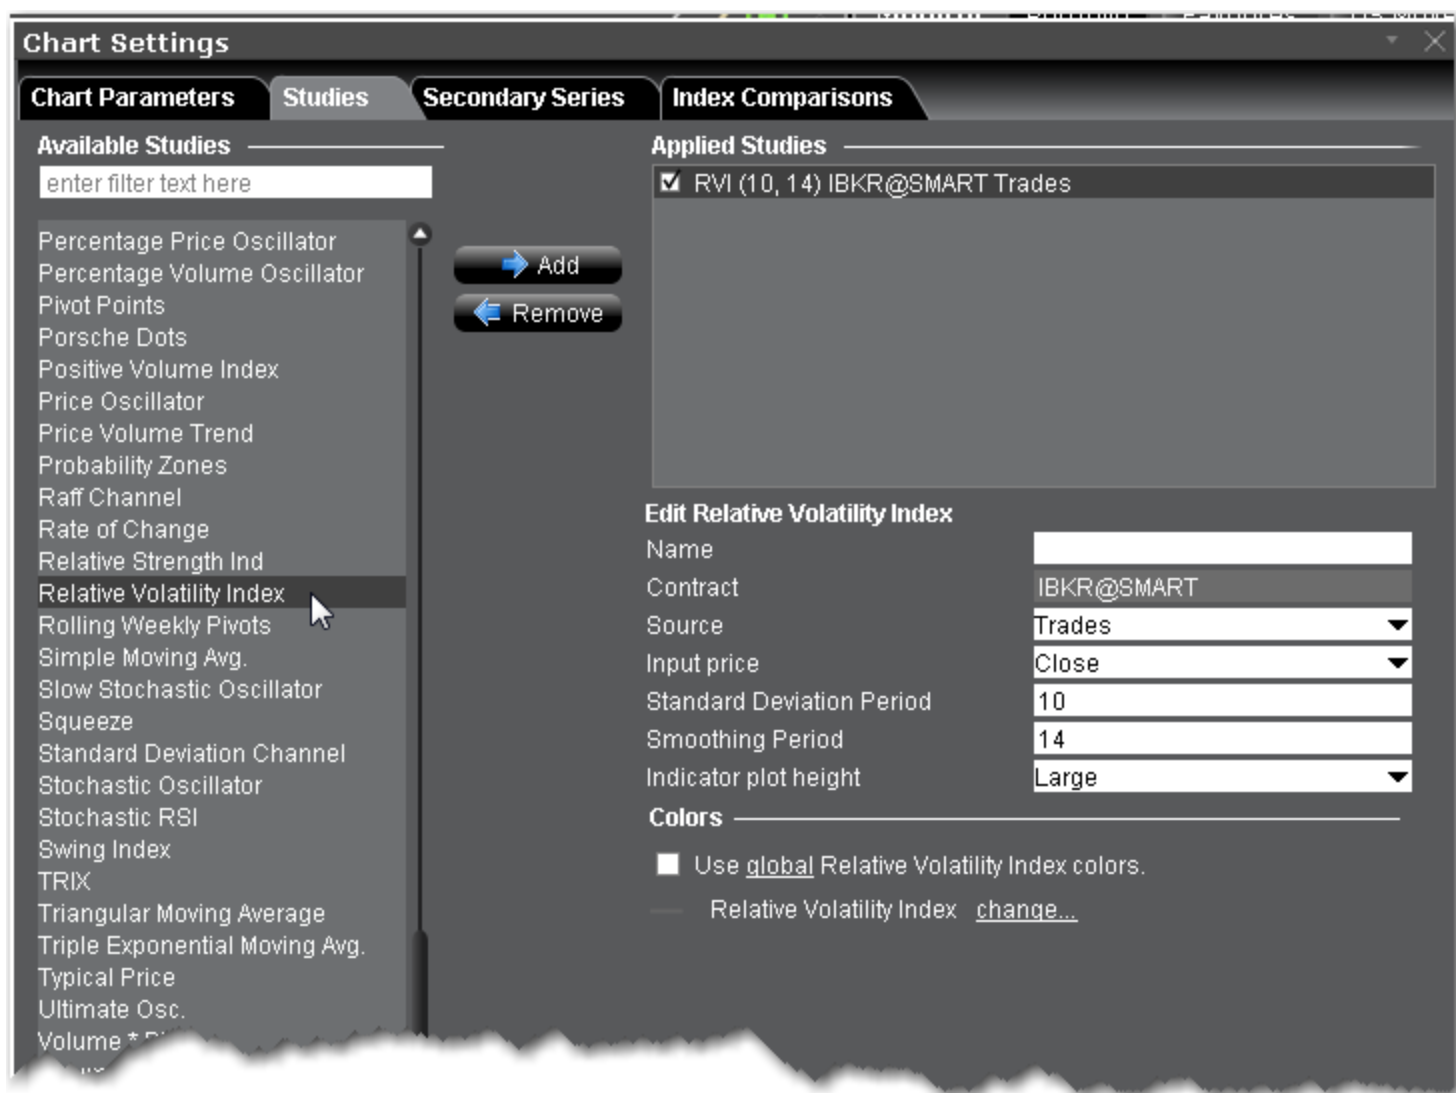 Chart Settings
Chart Parameters
Studies
Secondary Series
Index Comparisons
Available Studies
enter filter text here
Percentage Price Oscillator
Percentage Volume Oscillator
Pivot Points
Porsche Dots
Positive Volume Index
Price Oscillator
Price Volume Trend
Probability Zones
Raff Channel
Rate of Change
Relative Strength Ind
Relative Volatility Index
Rolling Weekly Pivots
Simple Moving Avg.
Slow Stochastic Oscillator
Squeeze
Standard Deviation Channel
Stochastic Oscillator
Stochastic RSI
Swing Index
TRIX
Triangular Moving Average
Triple Exponential Moving Avg.
Typical Price
Ultimate Osc.
Volume *
Add
Remove
Applied Studies
RVI (10, 14) IBKR@SMART Trades
Edit Relative Volatility Index
Name
Contract IBKR@SMART
Source Trades
Input price Close
Standard Deviation Period 10
Smoothing Period 14
Indicator plot height Large
Colors
Use global Relative Volatility Index colors.
Relative Volatility Index change...